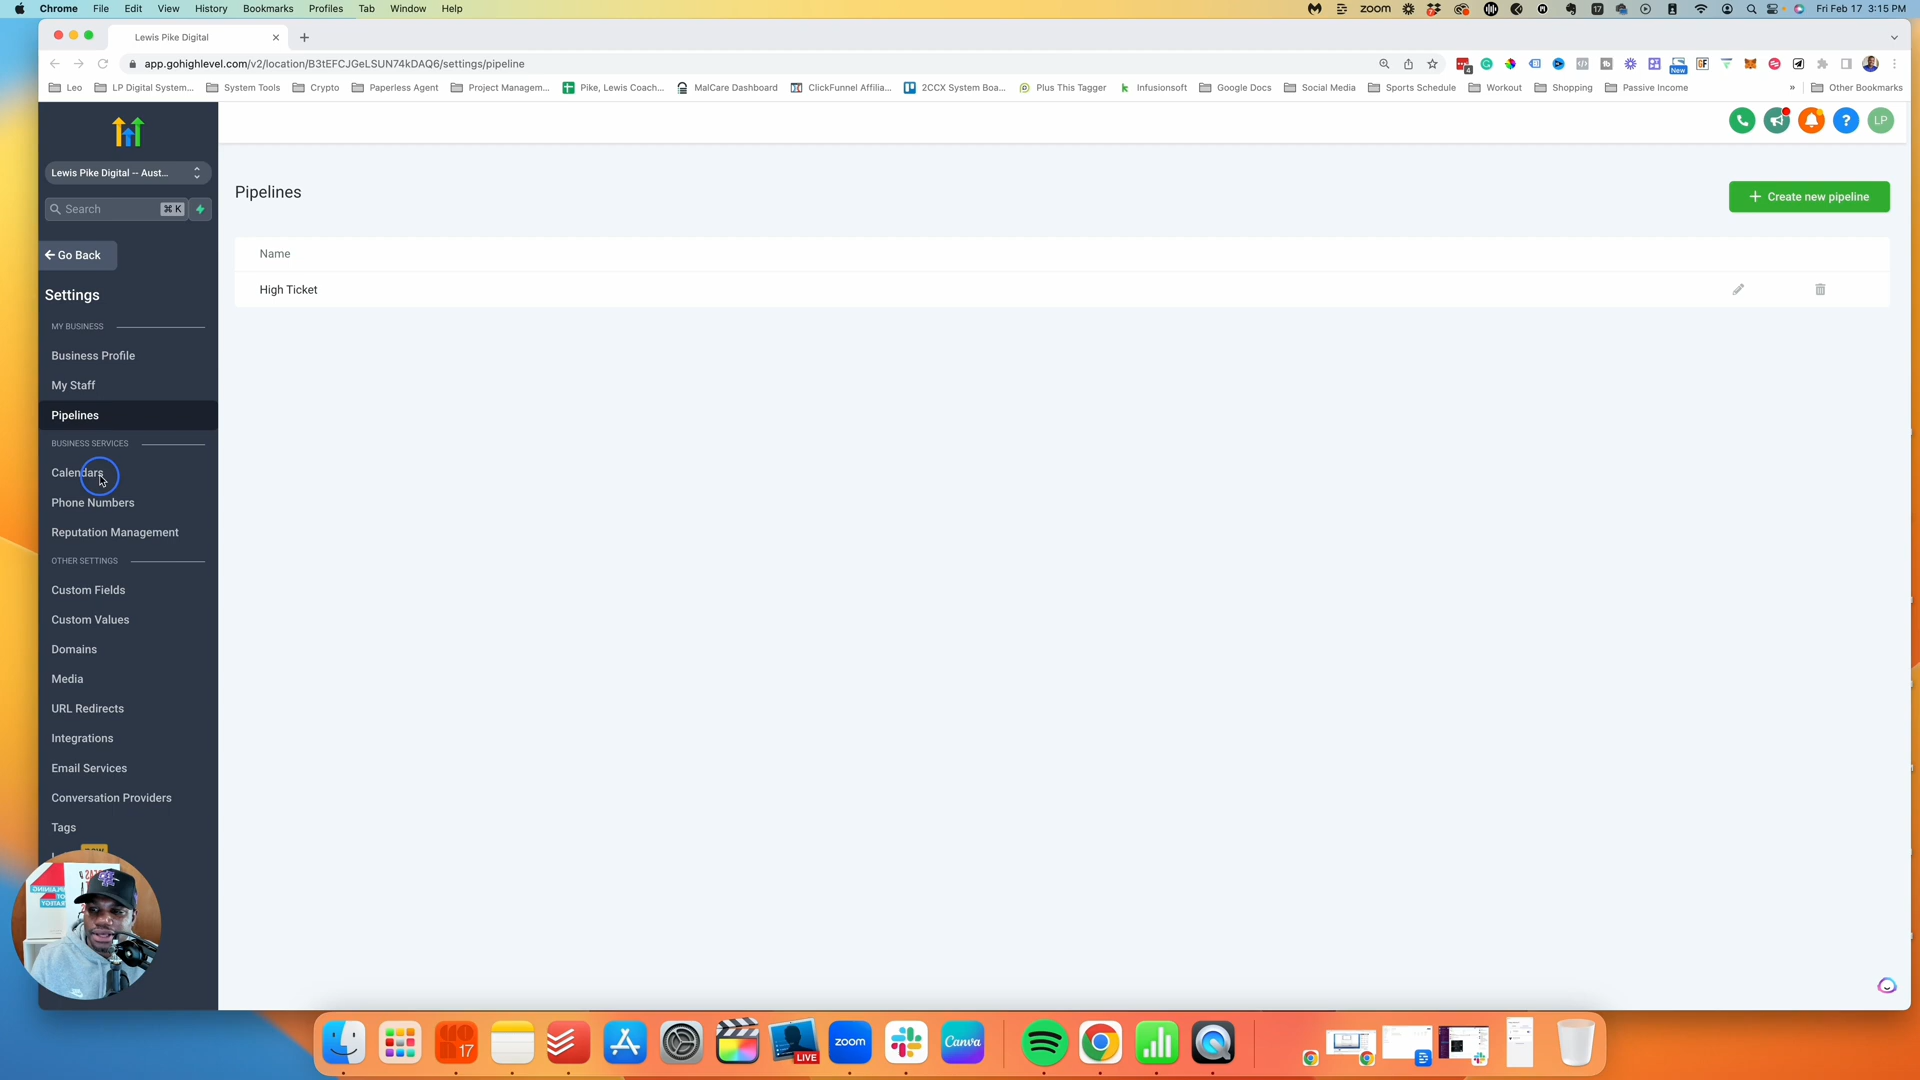 Chrome File Edit View History Bookmarks Profiles Tab Window Help
zoom 17 Fri Feb 17 3:15 PM
Lewis Pike Digital
app.gohighlevel.com/v2/location/B3tEFCJGeLSUN74kDAQ6/settings/pipeline
4 New GF
Leo LP Digital System... System Tools Crypto Paperless Agent Project Managem... Pike, Lewis Coach... MalCare Dashboard ClickFunnel Affilia... 2CCX System Boa... Plus This Tagger Infusionsoft Google Docs Social Media Sports Schedule Workout Shopping Passive Income » Other Bookmarks
? LP
Lewis Pike Digital -- Aust...
Search ⌘ K
Go Back
Settings
MY BUSINESS
Business Profile
My Staff
Pipelines
BUSINESS SERVICES
Calendars
Phone Numbers
Reputation Management
OTHER SETTINGS
Custom Fields
Custom Values
Domains
Media
URL Redirects
Integrations
Email Services
Conversation Providers
Tags
Pipelines
+ Create new pipeline
Name
High Ticket
17 LIVE zoom Canva